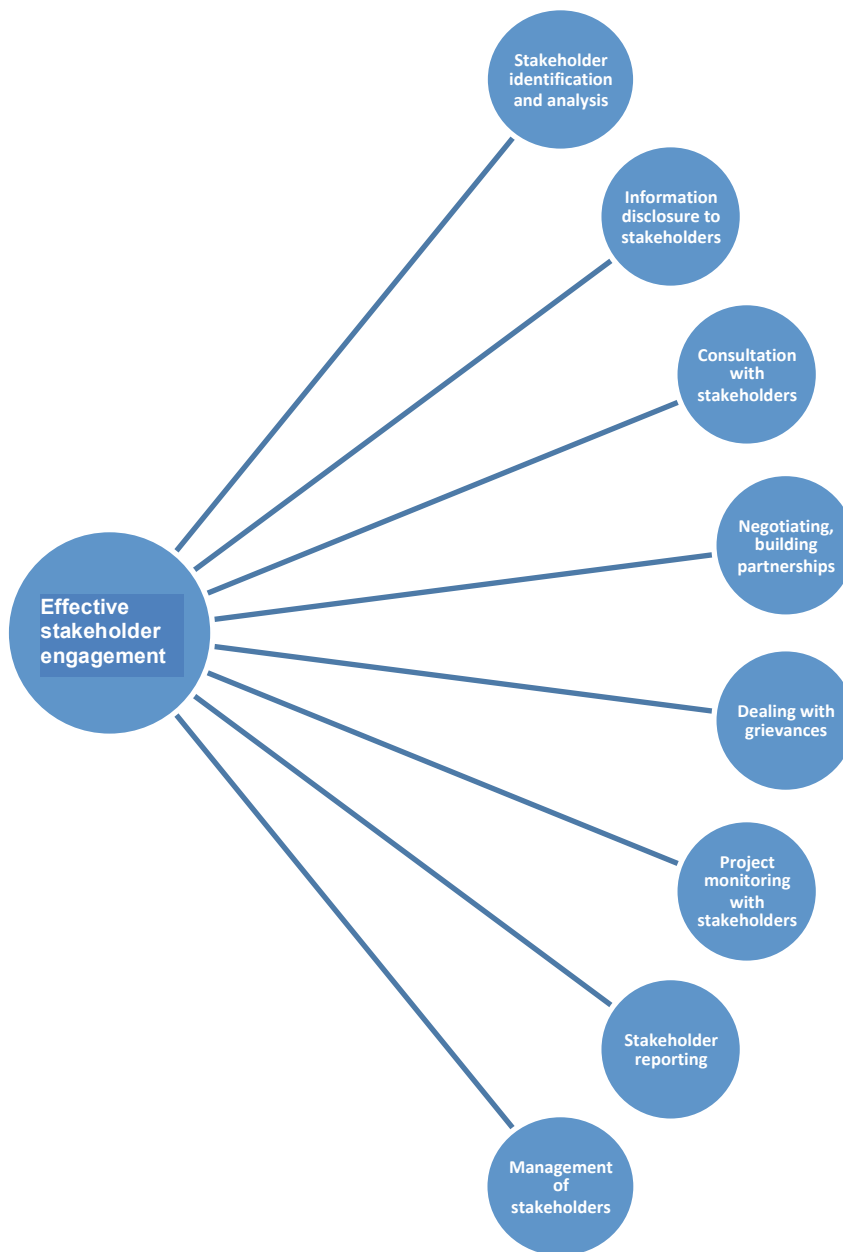 Stakeholder
identification
and analysis
Information
disclosure to
stakeholders
Consultation
with
stakeholders
Negotiating,
building
partnerships
Effective
stakeholder
engagement
Dealing with
grievances
Project
monitoring
with
stakeholders
Stakeholder
reporting
Management
of
stakeholders